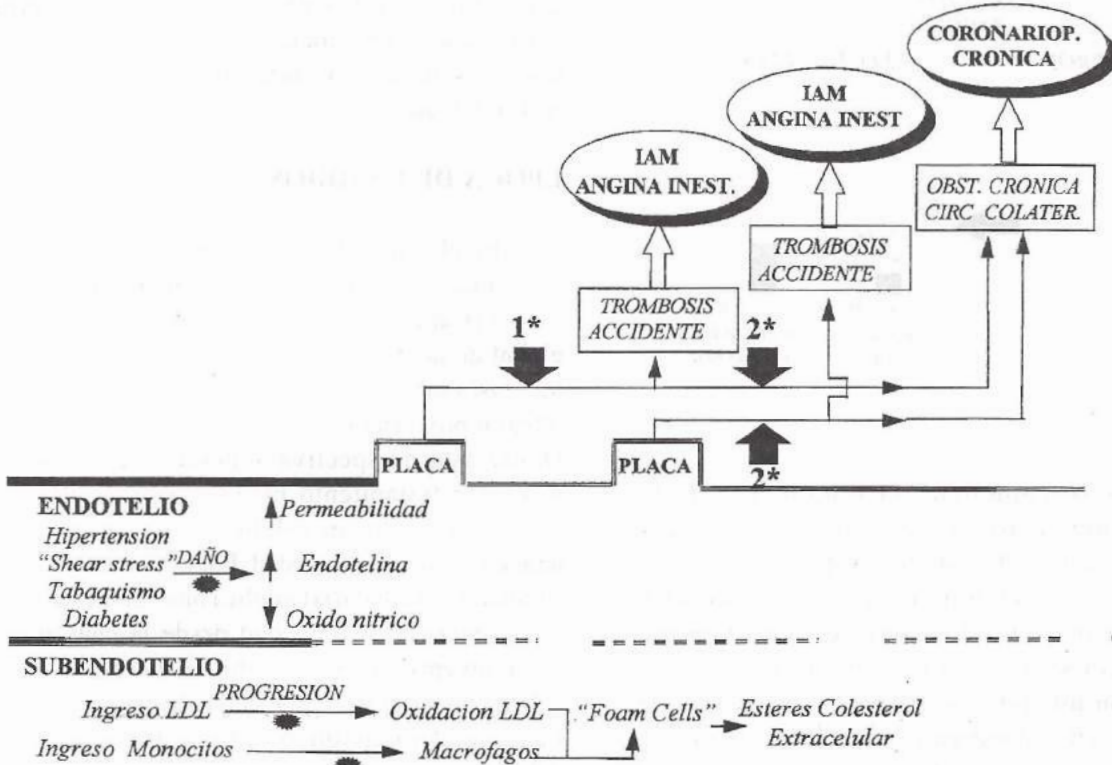 CORONARIOP.
CRONICA
IAM
ANGINA INEST
IAM
ANGINA INEST.
OBST. CRONICA
CIRC. COLATER.
TROMBOSIS
ACCIDENTE
TROMBOSIS
ACCIDENTE
1*
2*
PLACA
PLACA
2*
ENDOTELIO
Permeabilidad
Hipertension
"Shear stress" DAÑO
Endotelina
Tabaquismo
Diabetes
Oxido nitrico
SUBENDOTELIO
PROGRESION
Ingreso LDL
Oxidacion LDL
"Foam Cells"
Esteres Colesterol
Extracelular
Ingreso Monocitos
Macrofagos